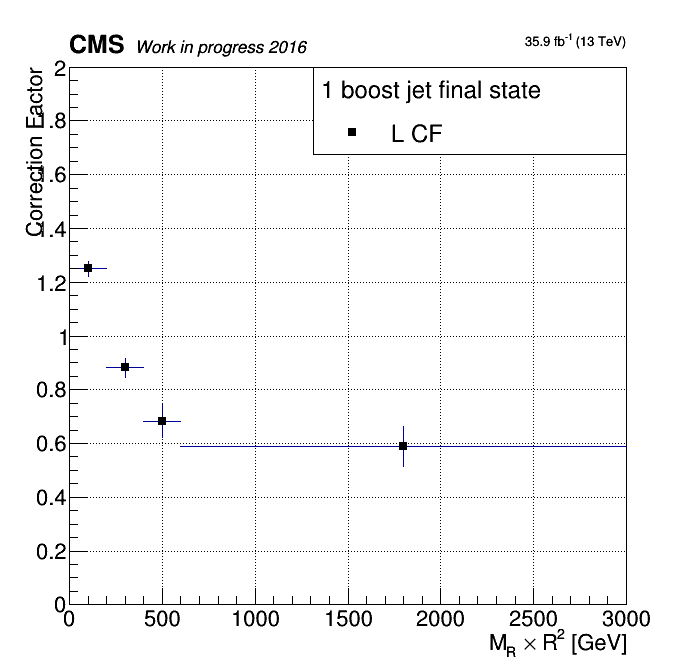 CMS Work in progress 2016
35.9 fb⁻¹ (13 TeV)
Correction Factor
1 boost jet final state
L CF
2
1.8
1.6
1.4
1.2
1
0.8
0.6
0.4
0.2
0
0 500 1000 1500 2000 2500 3000
M_R × R² [GeV]